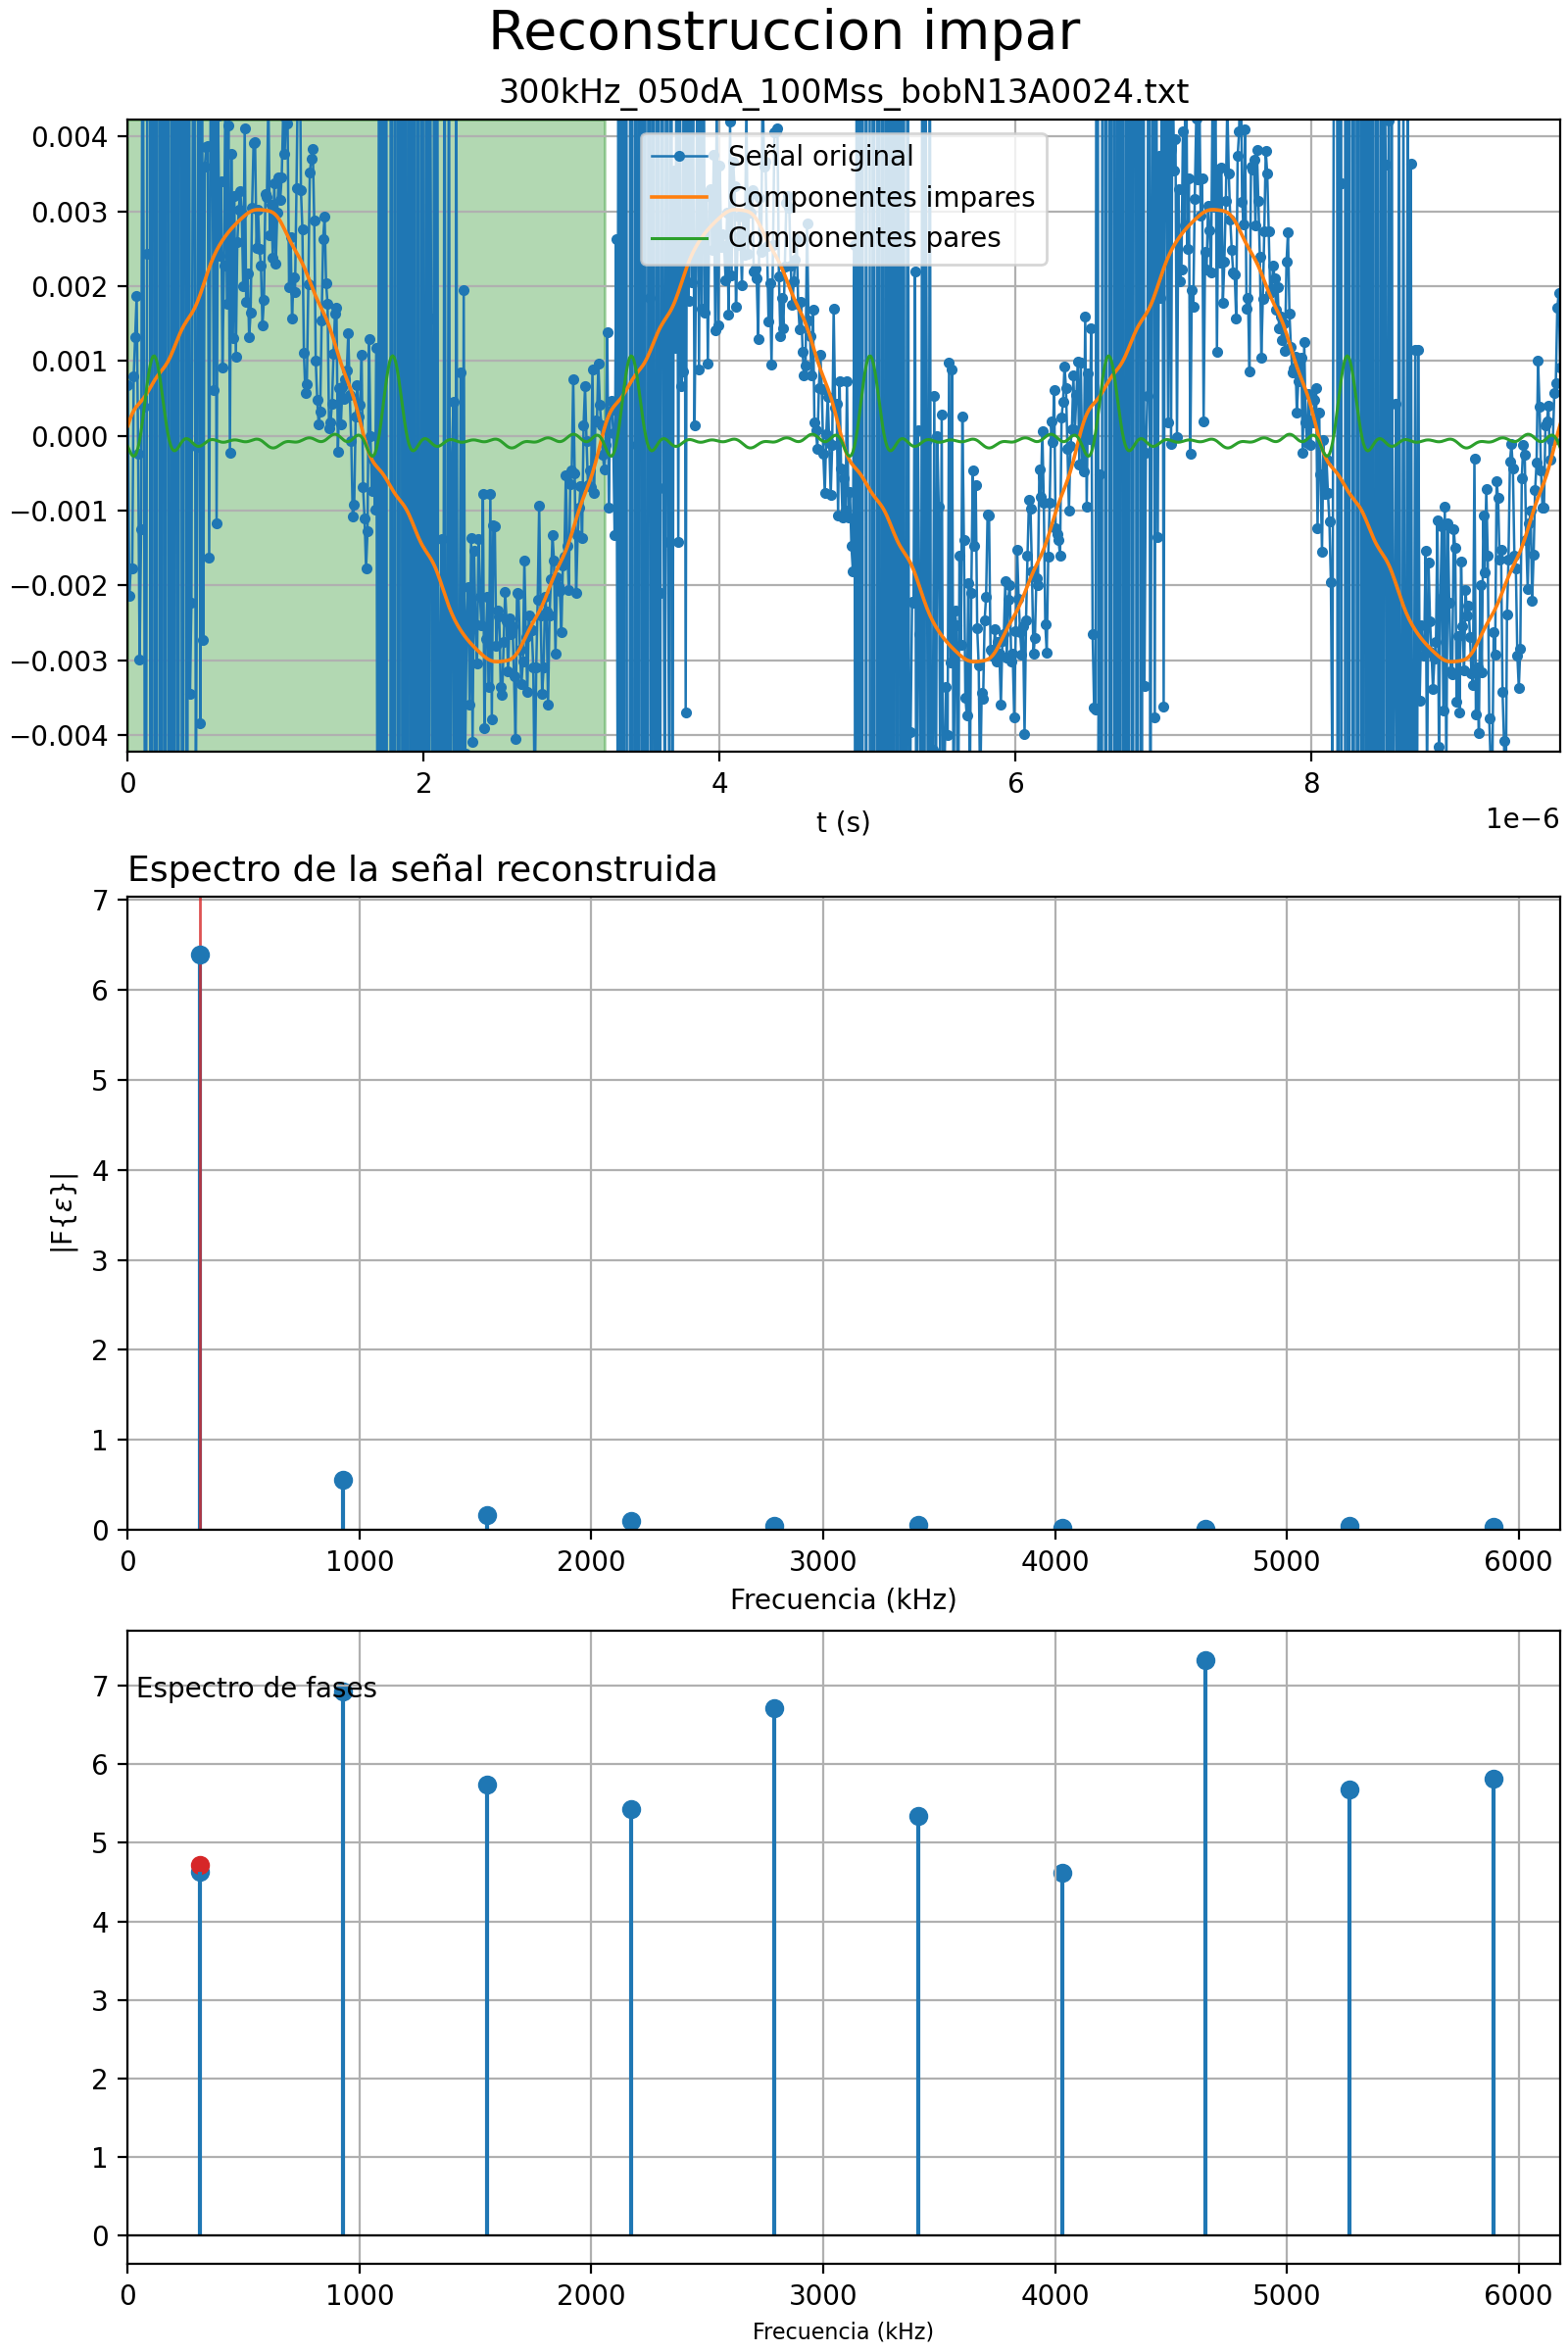 Reconstruccion impar
300kHz_050dA_100Mss_bobN13A0024.txt
0.004
0.003
0.002
0.001
0.000
−0.001
−0.002
−0.003
−0.004
Señal original
Componentes impares
Componentes pares
0 2 4 6 8
1e−6
t (s)
Espectro de la señal reconstruida
7
6
5
4
3
2
1
0
|F{ε}|
0 1000 2000 3000 4000 5000 6000
Frecuencia (kHz)
Espectro de fases
7
6
5
4
3
2
1
0
0 1000 2000 3000 4000 5000 6000
Frecuencia (kHz)